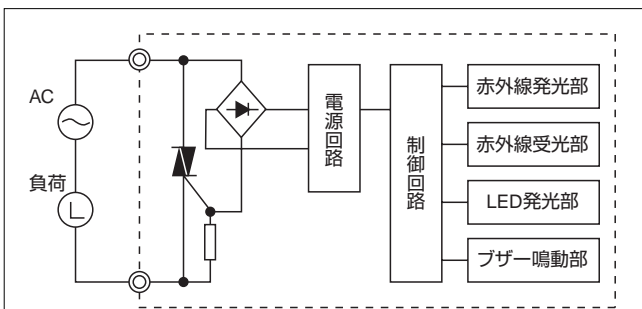 AC
負荷
L
電源回路
制御回路
赤外線発光部
赤外線受光部
LED発光部
ブザー鳴動部